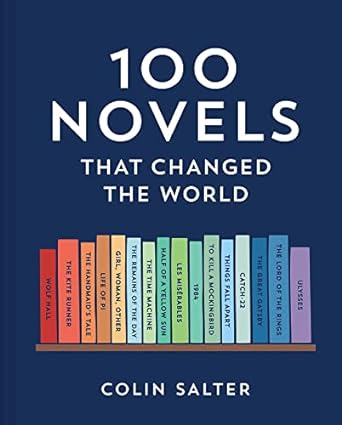 100
NOVELS
THAT CHANGED
THE WORLD
WOLF HALL
THE KITE RUNNER
THE HANDMAID'S TALE
LIFE OF PI
GIRL, WOMAN, OTHER
THE REMAINS OF THE DAY
THE TIME MACHINE
HALF OF A YELLOW SUN
LES MISÉRABLES
1984
TO KILL A MOCKINGBIRD
THINGS FALL APART
CATCH-22
THE GREAT GATSBY
THE LORD OF THE RINGS
ULYSSES
COLIN SALTER